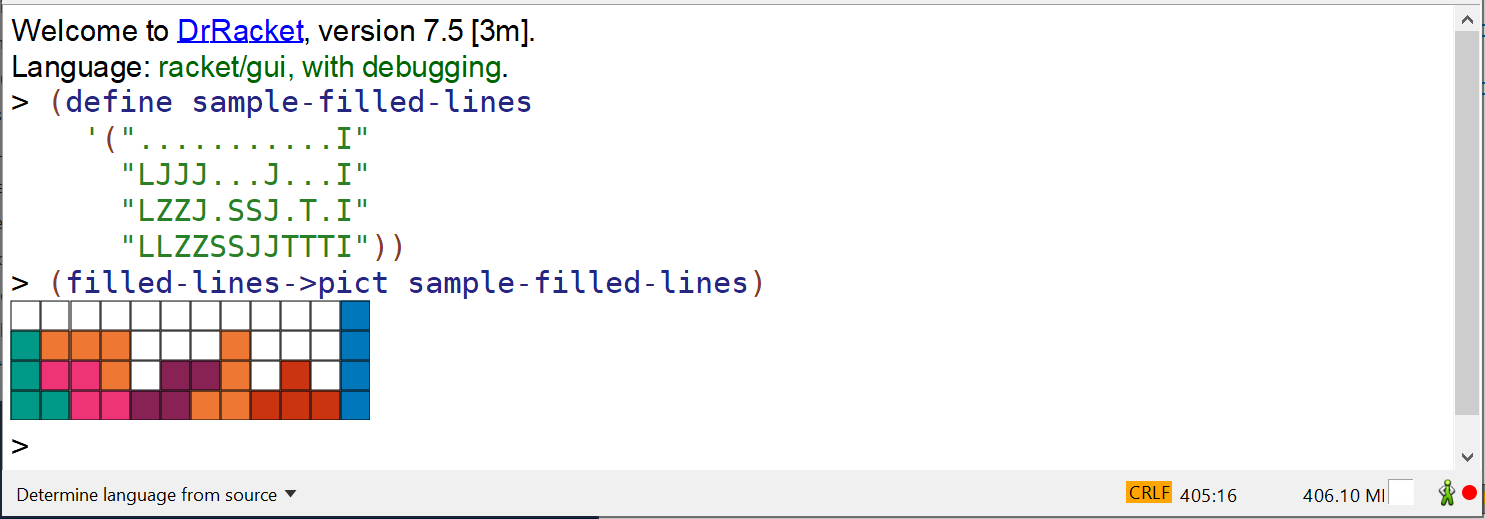 Welcome to DrRacket, version 7.5 [3m].
Language: racket/gui, with debugging.
> (define sample-filled-lines
'("...........I"
"LJJJ...J...I"
"LZZJ.SSJ.T.I"
"LLZZSSJJTTTI"))
> (filled-lines->pict sample-filled-lines)
>
Determine language from source CRLF 405:16 406.10 MI